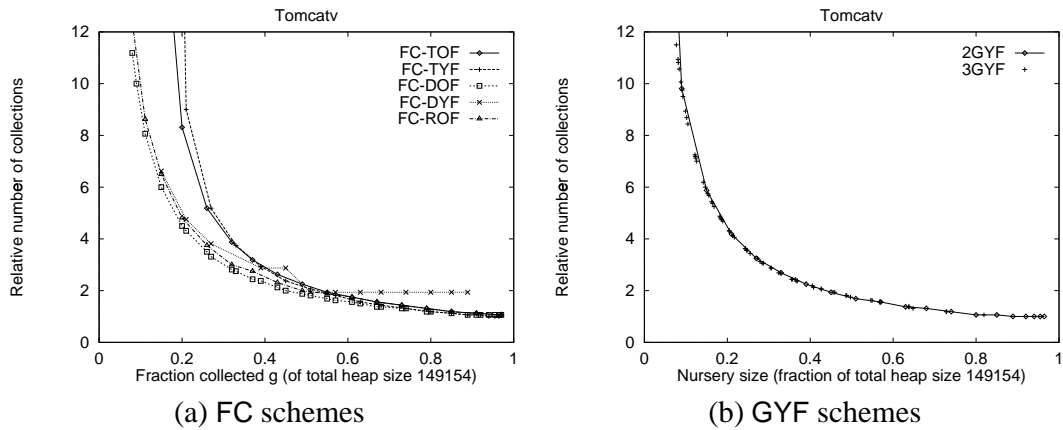 Tomcatv
12
10
8
6
4
2
0
Relative number of collections
FC-TOF
FC-TYF
FC-DOF
FC-DYF
FC-ROF
0 0.2 0.4 0.6 0.8 1
Fraction collected g (of total heap size 149154)
(a) FC schemes
Tomcatv
12
10
8
6
4
2
0
Relative number of collections
2GYF
3GYF
0 0.2 0.4 0.6 0.8 1
Nursery size (fraction of total heap size 149154)
(b) GYF schemes